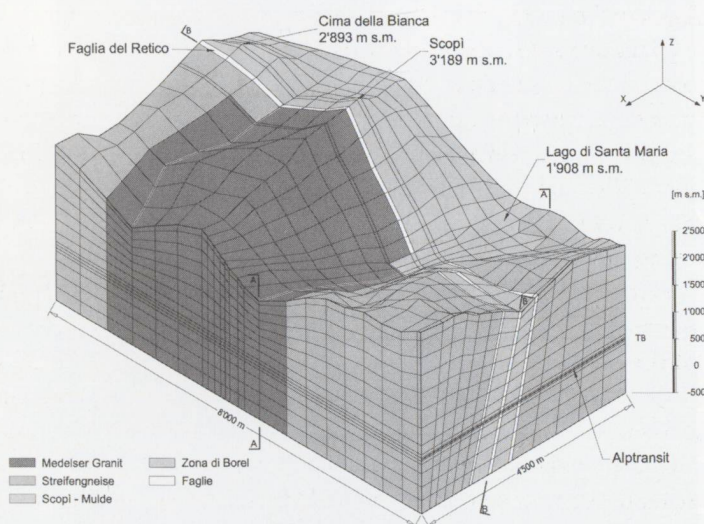 B
Cima della Bianca
2'893 m s.m.
Faglia del Retico
Scopì
3'189 m s.m.
Z
X
Y
Lago di Santa Maria
1'908 m s.m.
A
[m s.m.]
2'500
2'000
1'500
1'000
500
0
-500
TB
A
B
8'000 m
A
4'500 m
Alptransit
B
Medelser Granit
Streifengneise
Scopì - Mulde
Zona di Borel
Faglie